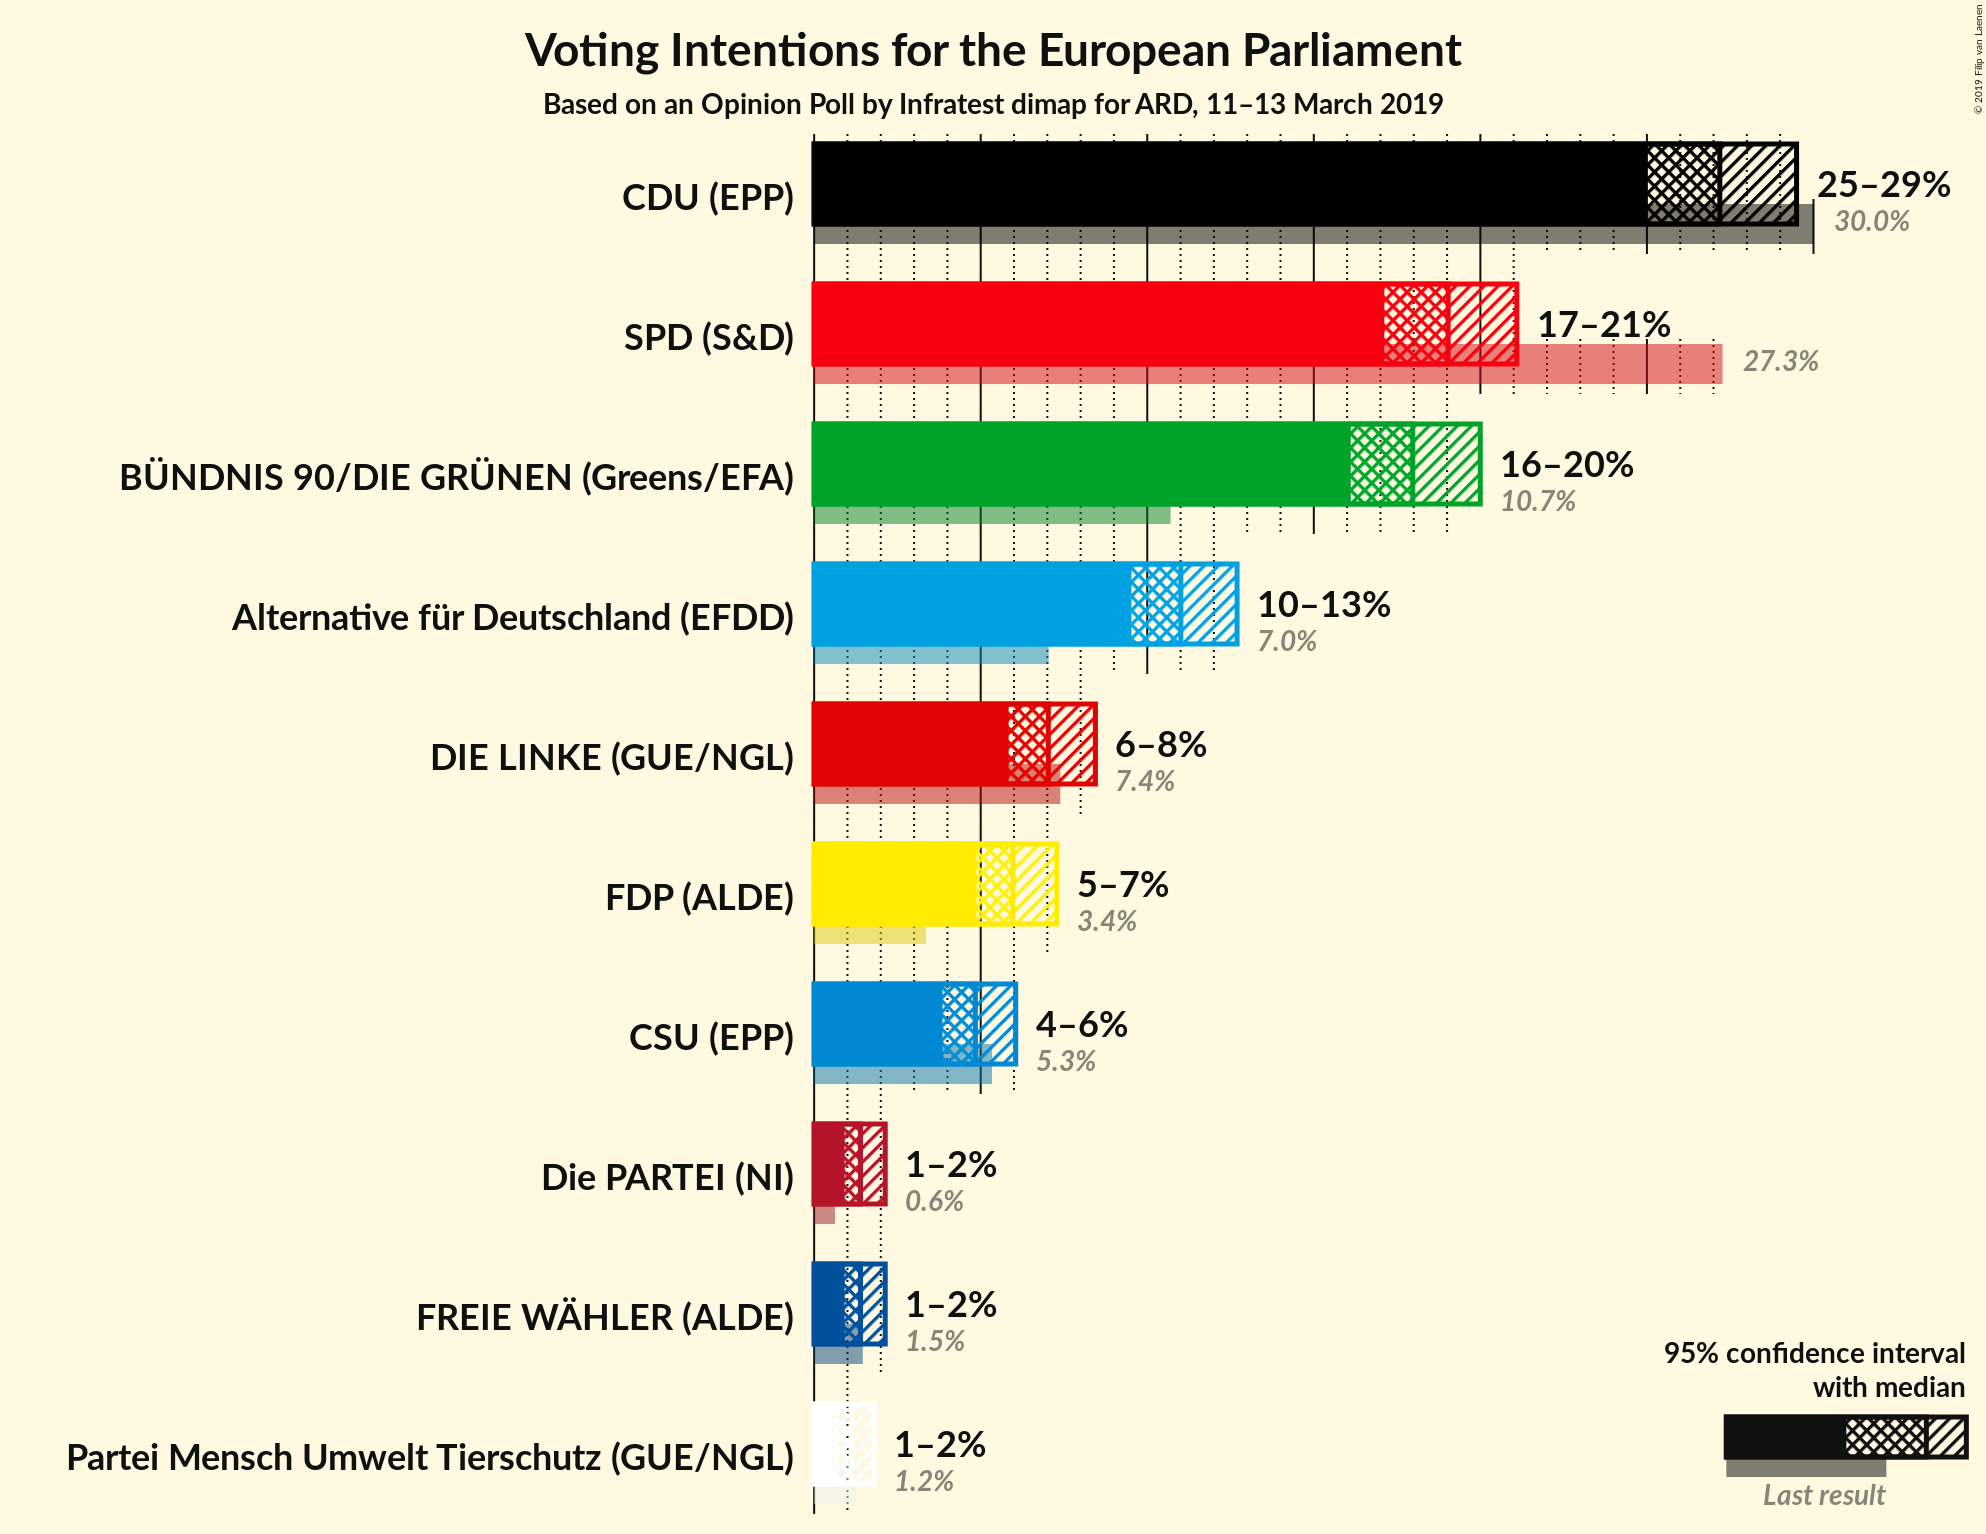 Voting Intentions for the European Parliament
Based on an Opinion Poll by Infratest dimap for ARD, 11–13 March 2019
© 2019 Filip van Laenen
CDU (EPP)
25–29%
30.0%
SPD (S&D)
17–21%
27.3%
BÜNDNIS 90/DIE GRÜNEN (Greens/EFA)
16–20%
10.7%
Alternative für Deutschland (EFDD)
10–13%
7.0%
DIE LINKE (GUE/NGL)
6–8%
7.4%
FDP (ALDE)
5–7%
3.4%
CSU (EPP)
4–6%
5.3%
Die PARTEI (NI)
1–2%
0.6%
FREIE WÄHLER (ALDE)
1–2%
1.5%
Partei Mensch Umwelt Tierschutz (GUE/NGL)
1–2%
1.2%
95% confidence interval
with median
Last result